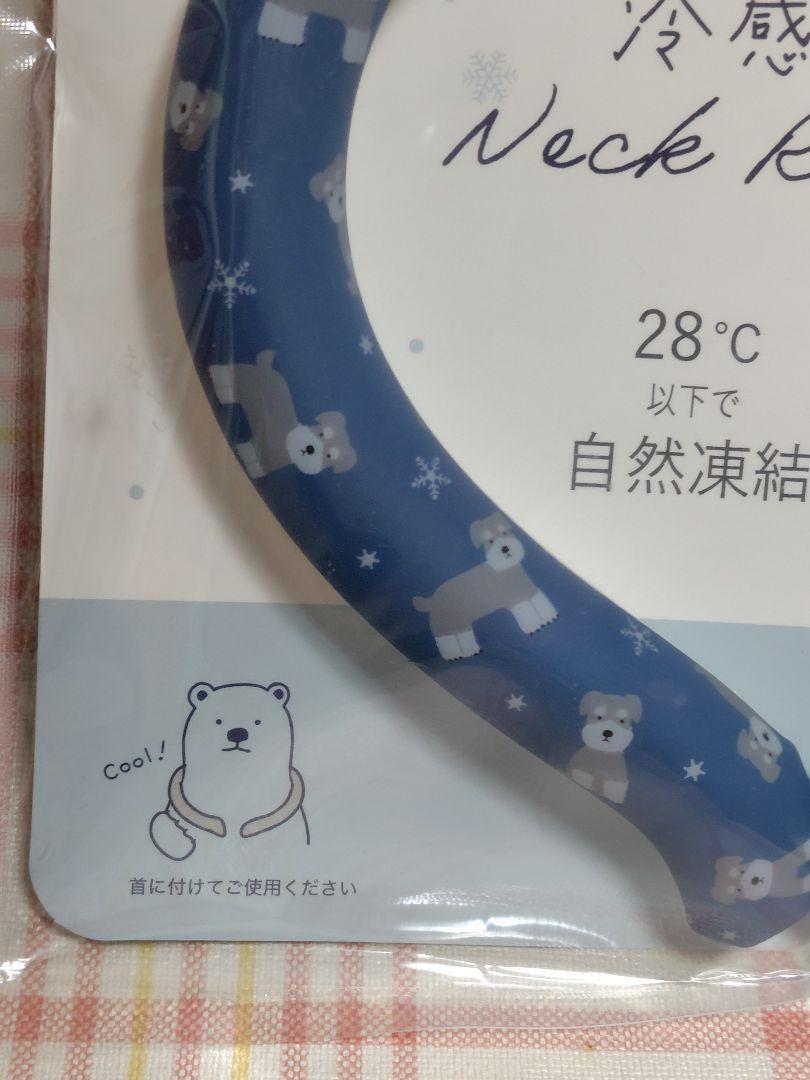 冷感
Neck
28℃
以下で
自然凍結
Cool!
首に付けてご使用ください